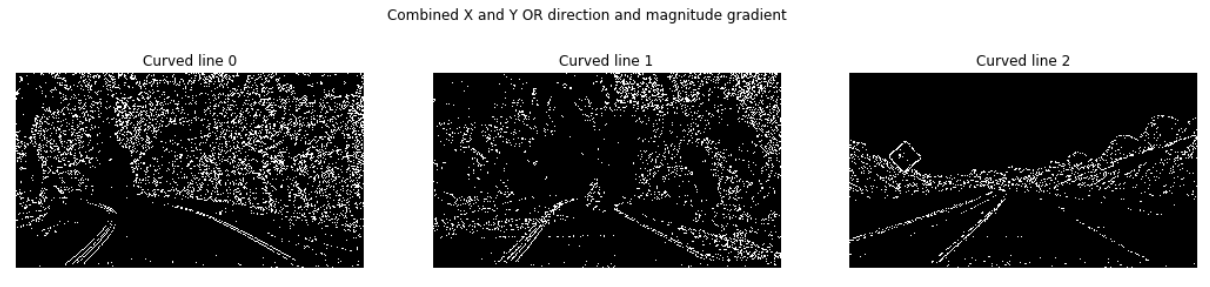 Combined X and Y OR direction and magnitude gradient
Curved line 0
Curved line 1
Curved line 2